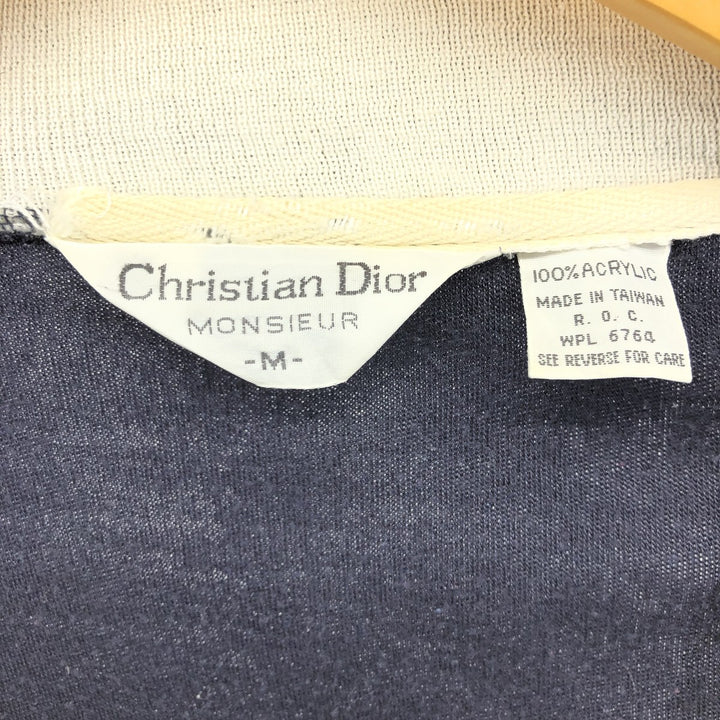 Christian Dior
MONSIEUR
-M-
100% ACRYLIC
MADE IN TAIWAN
R. O. C.
WPL 6764
SEE REVERSE FOR CARE